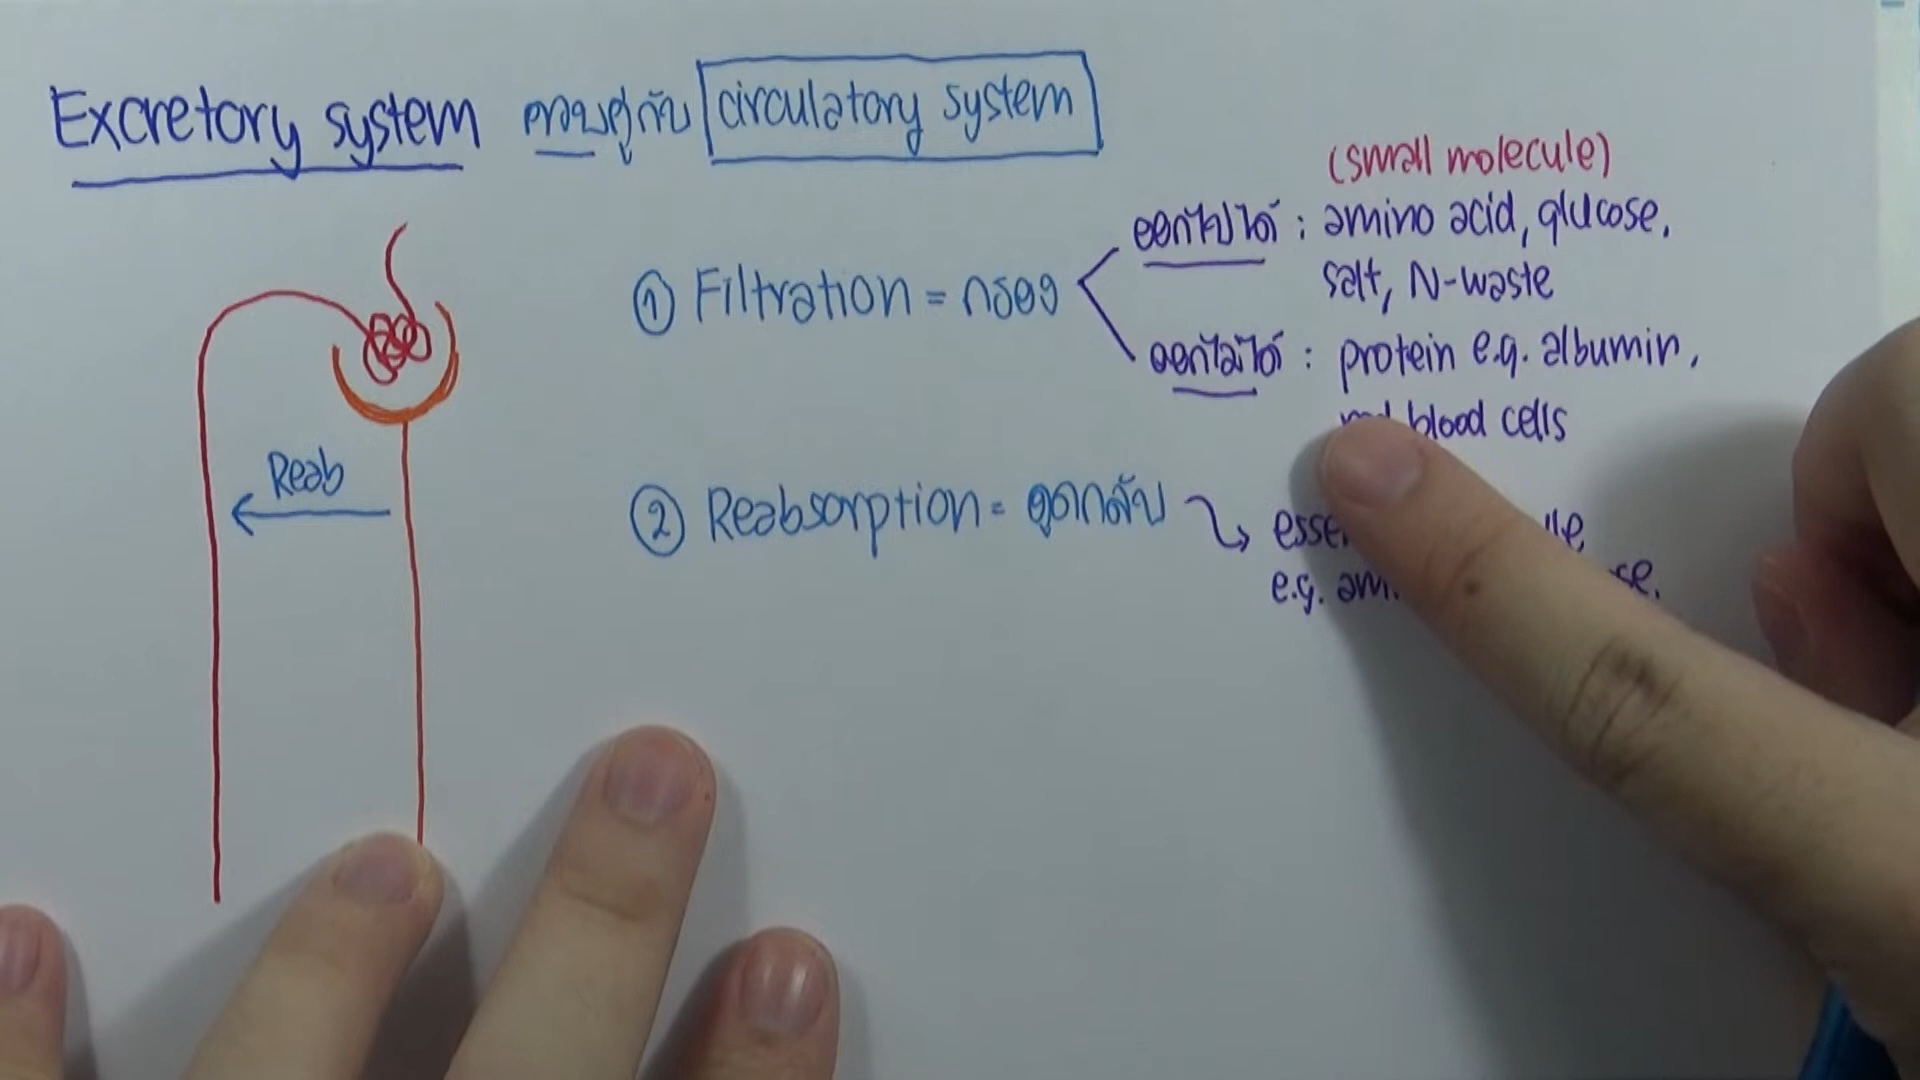 Excretory system ควบคู่กับ circulatory system
(small molecule)
ออกไปได้ : amino acid, glucose,
salt, N-waste
① Filtration = กรอง
ออกไม่ได้ : protein e.g. albumin,
blood cells
Reab
② Reabsorption = ดูดกลับ
e.g.